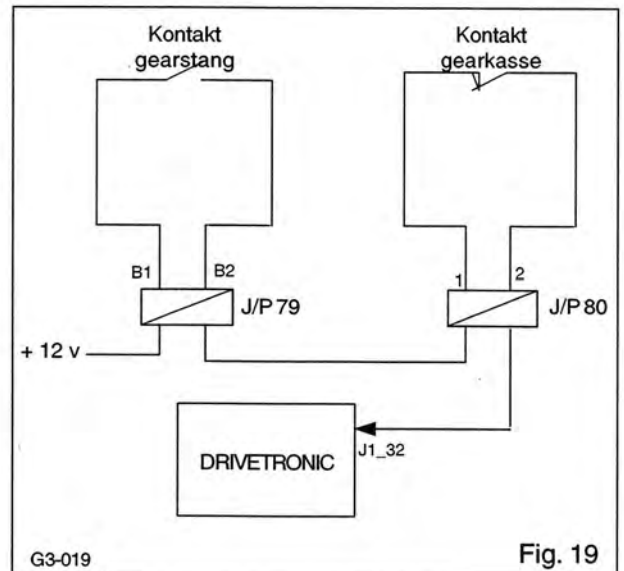 Kontakt
gearstang
Kontakt
gearkasse
B1
B2
J/P 79
1
2
J/P 80
+ 12 v
DRIVETRONIC
J1_32
G3-019
Fig. 19